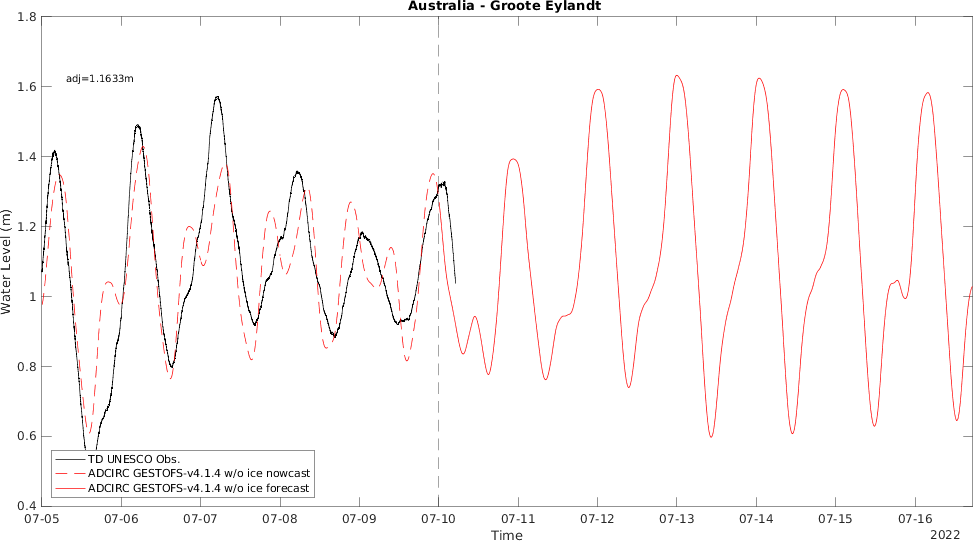 Australia - Groote Eylandt
1.8
1.6
1.4
1.2
1
0.8
0.6
0.4
Water Level (m)
adj=1.1633m
TD UNESCO Obs.
ADCIRC GESTOFS-v4.1.4 w/o ice nowcast
ADCIRC GESTOFS-v4.1.4 w/o ice forecast
07-05 07-06 07-07 07-08 07-09 07-10 07-11 07-12 07-13 07-14 07-15 07-16
Time
2022